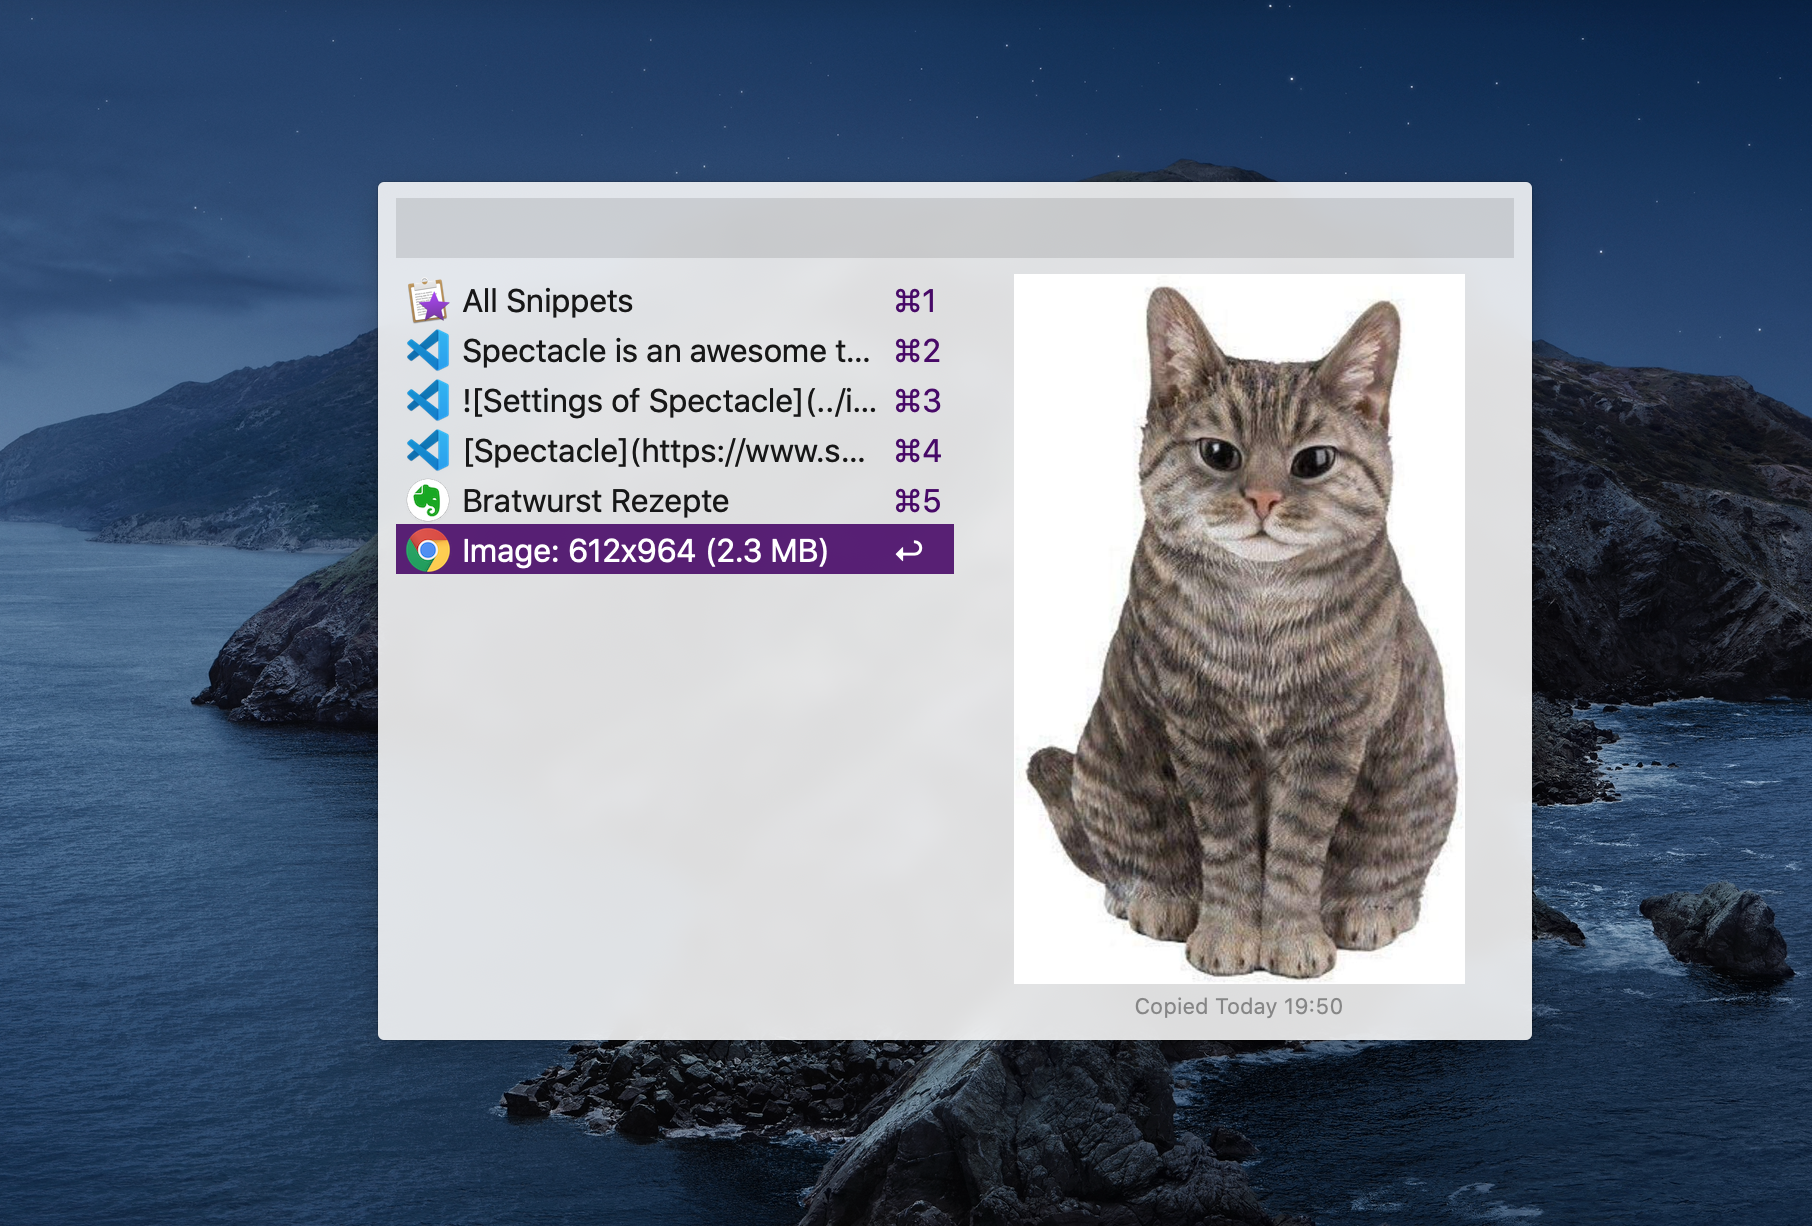 All Snippets ⌘1
Spectacle is an awesome t... ⌘2
![Settings of Spectacle](../i... ⌘3
[Spectacle](https://www.s... ⌘4
Bratwurst Rezepte ⌘5
Image: 612x964 (2.3 MB) ↩
Copied Today 19:50